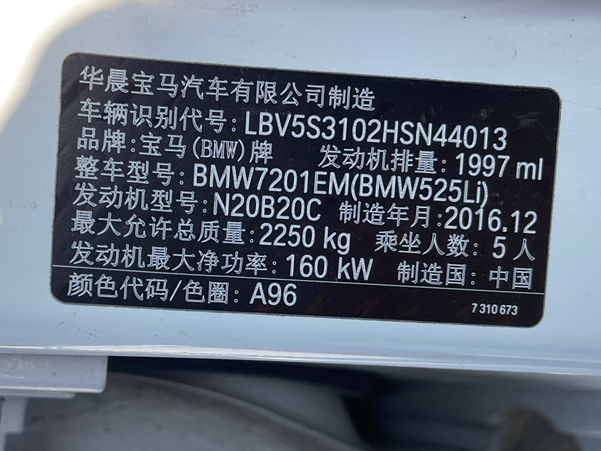 华晨宝马汽车有限公司制造
车辆识别代号: LBV5S3102HSN44013
品牌: 宝马(BMW)牌 发动机排量: 1997 ml
整车型号: BMW7201EM(BMW525Li)
发动机型号: N20B20C 制造年月: 2016.12
最大允许总质量: 2250 kg 乘坐人数: 5 人
发动机最大净功率: 160 kW 制造国: 中国
颜色代码/色圈: A96 7 310 673